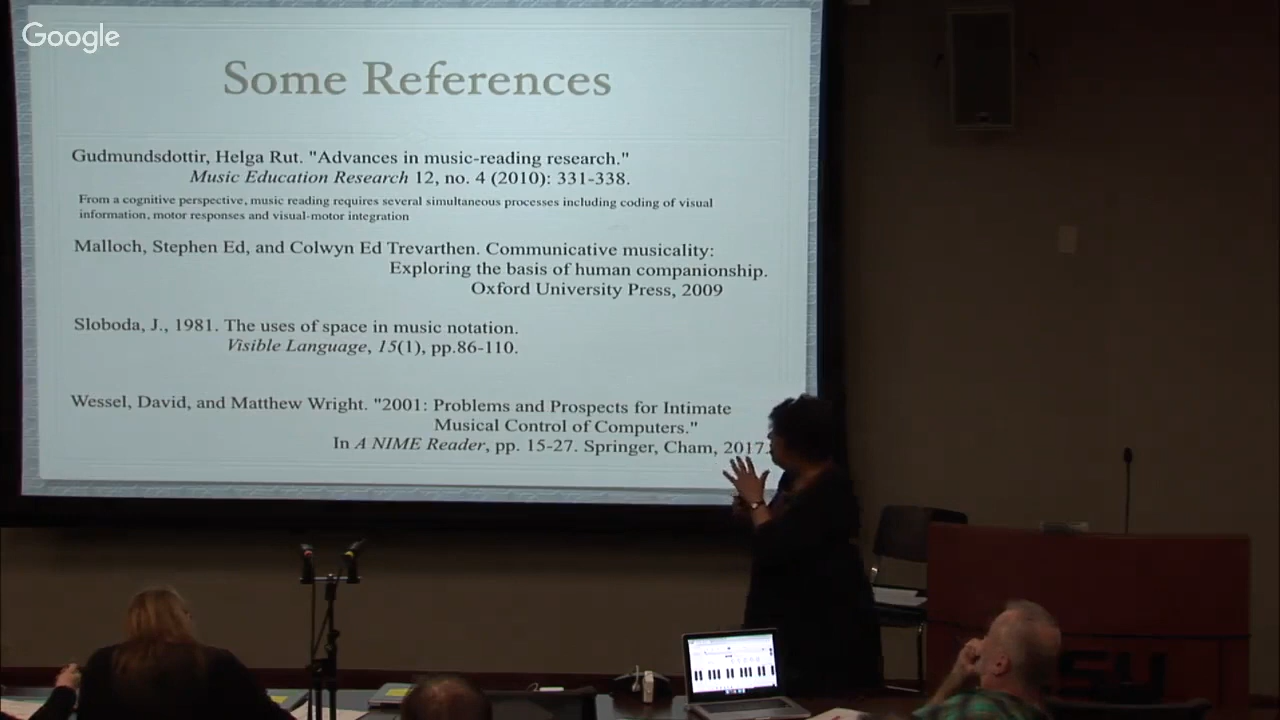 Google
Some References
Gudmundsdottir, Helga Rut. "Advances in music-reading research."
Music Education Research 12, no. 4 (2010): 331-338.
From a cognitive perspective, music reading requires several simultaneous processes including coding of visual
information, motor responses and visual-motor integration
Malloch, Stephen Ed, and Colwyn Ed Trevarthen. Communicative musicality:
Exploring the basis of human companionship.
Oxford University Press, 2009
Sloboda, J., 1981. The uses of space in music notation.
Visible Language, 15(1), pp.86-110.
Wessel, David, and Matthew Wright. "2001: Problems and Prospects for Intimate
Musical Control of Computers."
In A NIME Reader, pp. 15-27. Springer, Cham, 2017.
SU